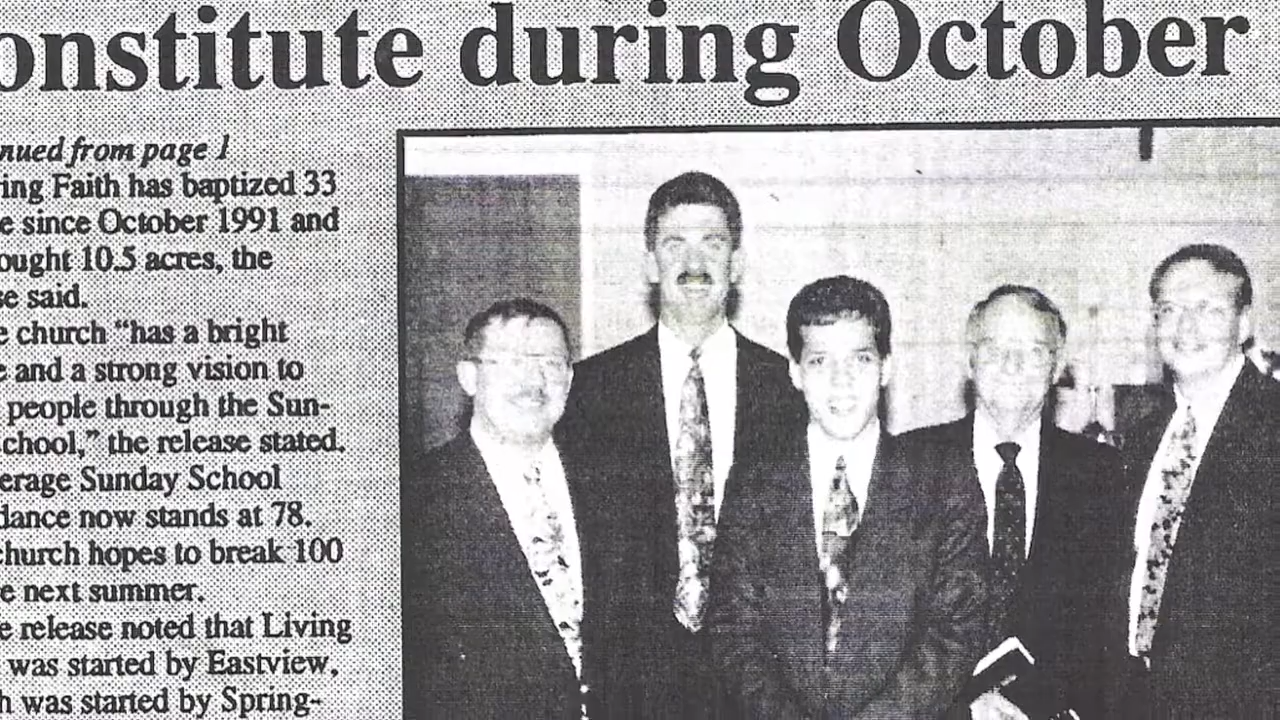 onstitute during October
nued from page 1
ring Faith has baptized 33
e since October 1991 and
ought 10.5 acres, the
se said.
e church “has a bright
e and a strong vision to
people through the Sun-
chool,” the release stated.
erage Sunday School
dance now stands at 78.
church hopes to break 100
e next summer.
e release noted that Living
was started by Eastview,
h was started by Spring-